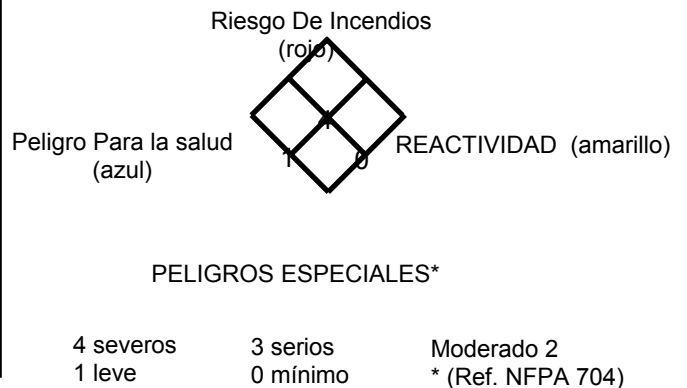 Riesgo De Incendios
(rojo)
4
Peligro Para la salud
(azul)
1
0
REACTIVIDAD (amarillo)
PELIGROS ESPECIALES*
4 severos
1 leve
3 serios
0 mínimo
Moderado 2
* (Ref. NFPA 704)